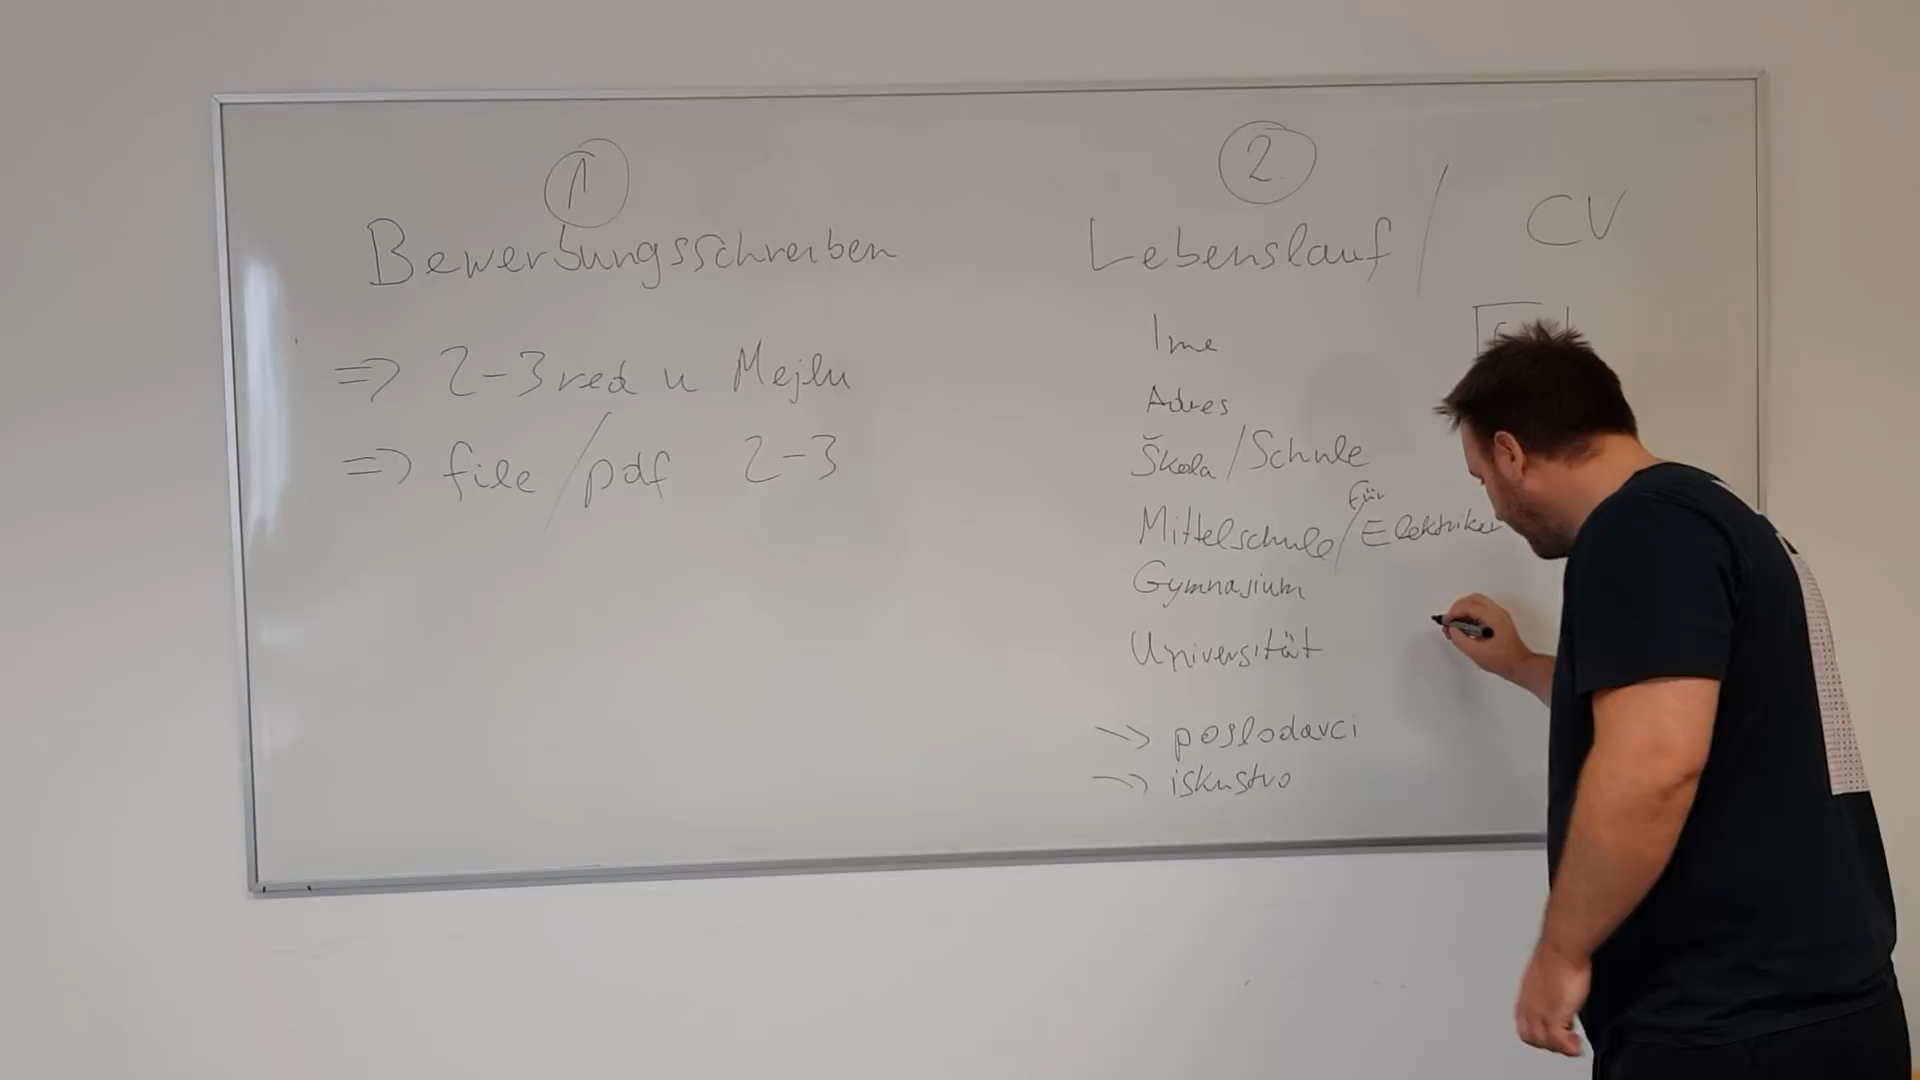 1
Bewerbungsschreiben
=> 2-3 red u Mejlu
=> file/pdf 2-3
2
Lebenslauf / CV
Ime
Adres
Škola/Schule
Mittelschule/für Elektriker
Gymnasium
Universität
=> poslodavci
=> iskustvo